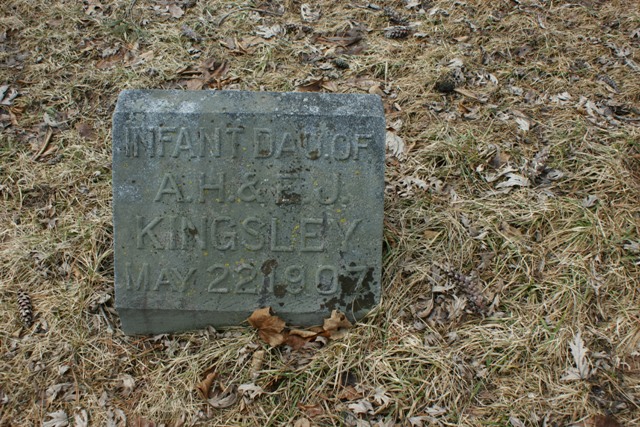 INFANT DAU. OF
A. H. & E. J.
KINGSLEY
MAY 22, 1907